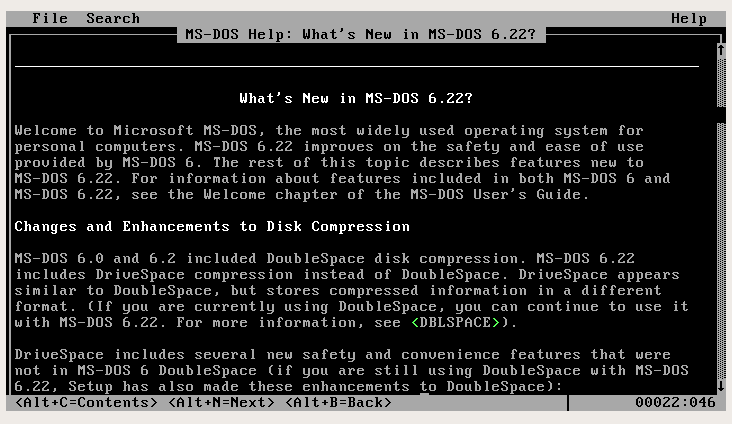 File Search Help
MS-DOS Help: What's New in MS-DOS 6.22?
What's New in MS-DOS 6.22?
Welcome to Microsoft MS-DOS, the most widely used operating system for
personal computers. MS-DOS 6.22 improves on the safety and ease of use
provided by MS-DOS 6. The rest of this topic describes features new to
MS-DOS 6.22. For information about features included in both MS-DOS 6 and
MS-DOS 6.22, see the Welcome chapter of the MS-DOS User's Guide.
Changes and Enhancements to Disk Compression
MS-DOS 6.0 and 6.2 included DoubleSpace disk compression. MS-DOS 6.22
includes DriveSpace compression instead of DoubleSpace. DriveSpace appears
similar to DoubleSpace, but stores compressed information in a different
format. (If you are currently using DoubleSpace, you can continue to use it
with MS-DOS 6.22. For more information, see <DBLSPACE>).
DriveSpace includes several new safety and convenience features that were
not in MS-DOS 6 DoubleSpace (if you are still using DoubleSpace with MS-DOS
6.22, Setup has also made these enhancements to DoubleSpace):
<Alt+C=Contents> <Alt+N=Next> <Alt+B=Back> 00022:046